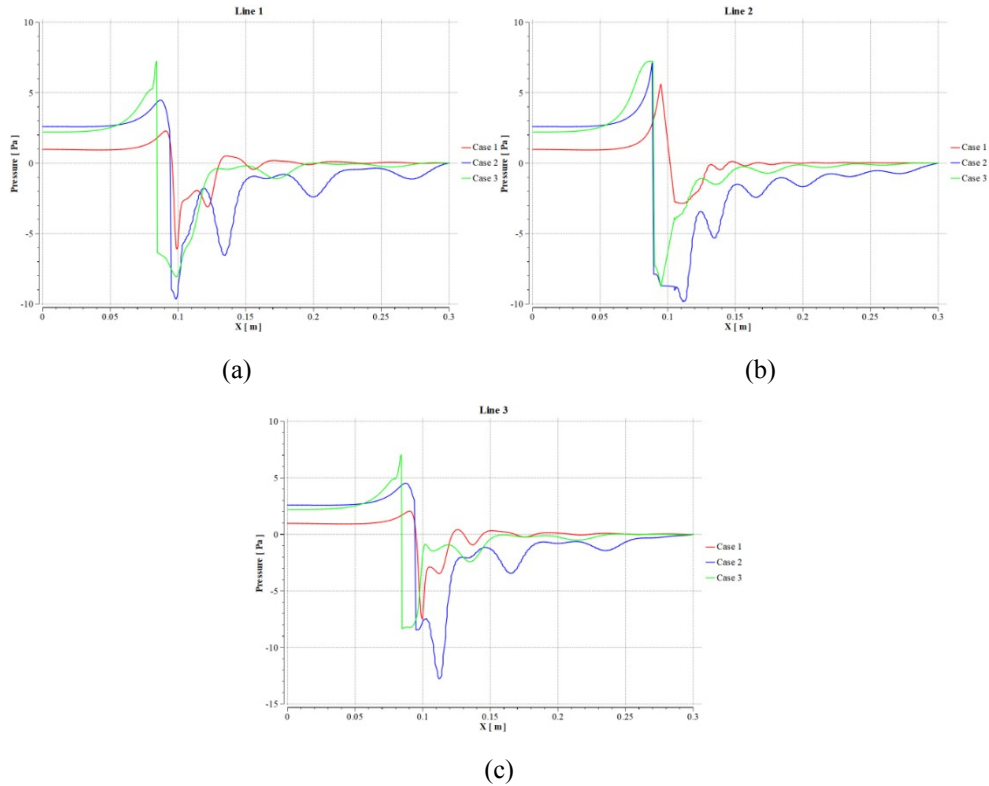 Line 1
10
5
0
-5
-10
Pressure [ Pa ]
0 0.05 0.1 0.15 0.2 0.25 0.3
X [ m ]
Case 1
Case 2
Case 3
(a)
Line 2
10
5
0
-5
-10
Pressure [ Pa ]
0 0.05 0.1 0.15 0.2 0.25 0.3
X [ m ]
Case 1
Case 2
Case 3
(b)
Line 3
10
5
0
-5
-10
-15
Pressure [ Pa ]
0 0.05 0.1 0.15 0.2 0.25 0.3
X [ m ]
Case 1
Case 2
Case 3
(c)